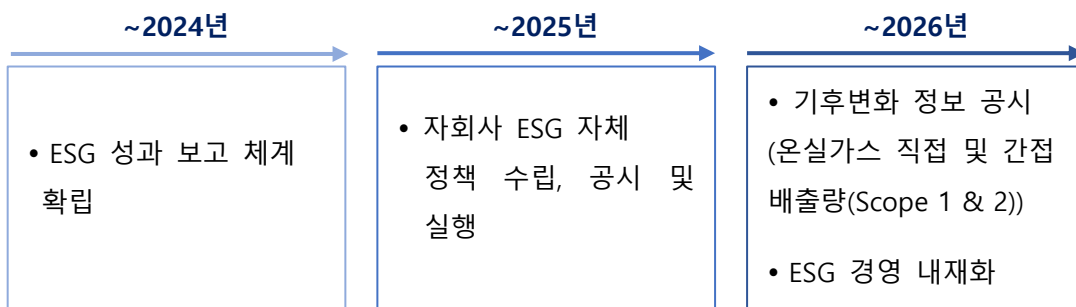 ~2024년
• ESG 성과 보고 체계
확립
~2025년
• 자회사 ESG 자체
정책 수립, 공시 및
실행
~2026년
• 기후변화 정보 공시
(온실가스 직접 및 간접
배출량(Scope 1 & 2))
• ESG 경영 내재화